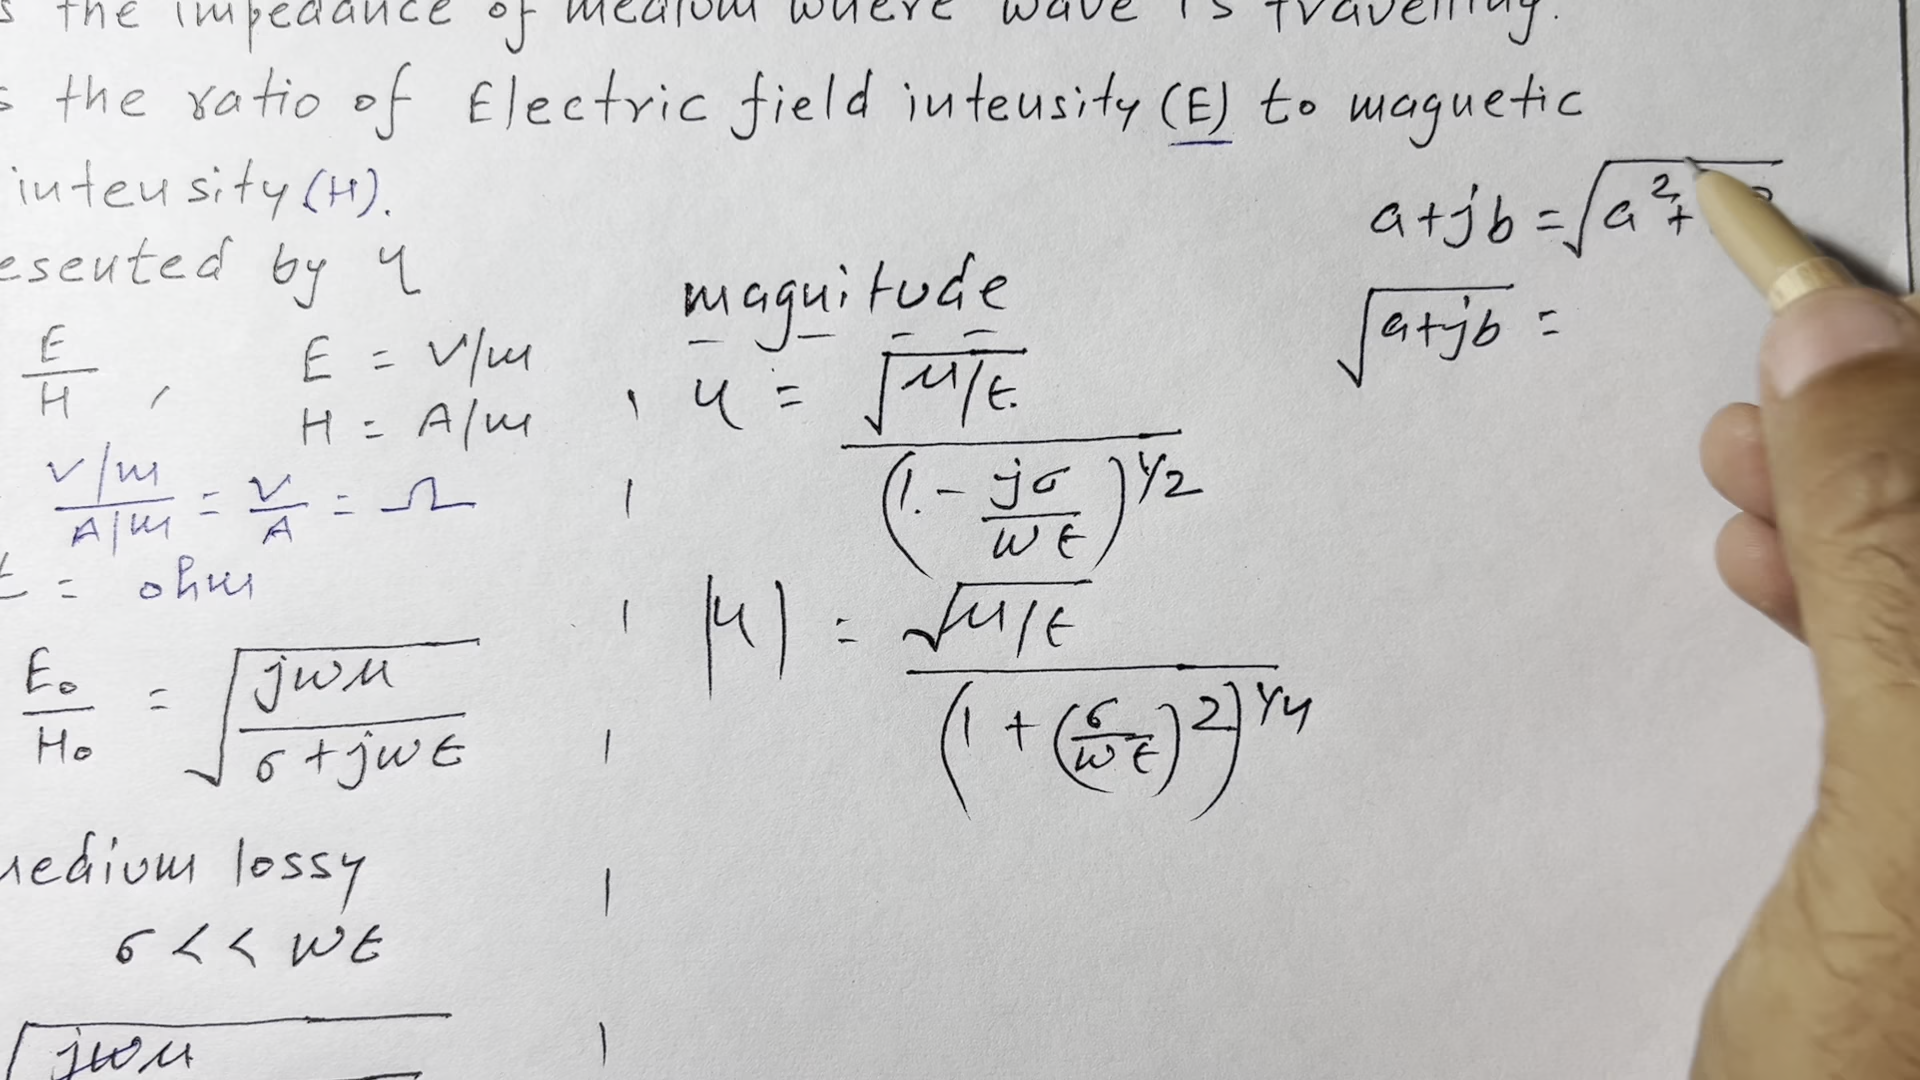 the impedance of medium where wave is travelling.
the ratio of Electric field intensity (E) to magnetic
intensity (H).
by η
E/H , E = V/m
H = A/m
V/m / A/m = V/A = Ω
= ohm
E₀/H₀ = √(jωμ / σ+jωϵ)
medium lossy
σ << ωϵ
√jωμ
magnitude
η = √μ/ϵ / (1 - jσ/ωϵ)^1/2
|η| = √μ/ϵ / (1 + (σ/ωϵ)²)^1/4
a+jb = √a²+
√a+jb =